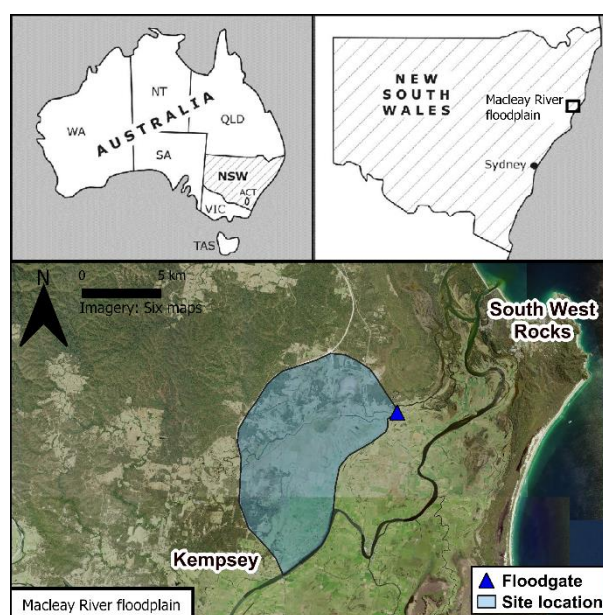 WA
NT
QLD
AUSTRALIA
SA
NSW
ACT
VIC
TAS
NEW
SOUTH
WALES
Macleay River
floodplain
Sydney
N
0 5 km
Imagery: Six maps
South West
Rocks
Kempsey
Macleay River floodplain
Floodgate
Site location